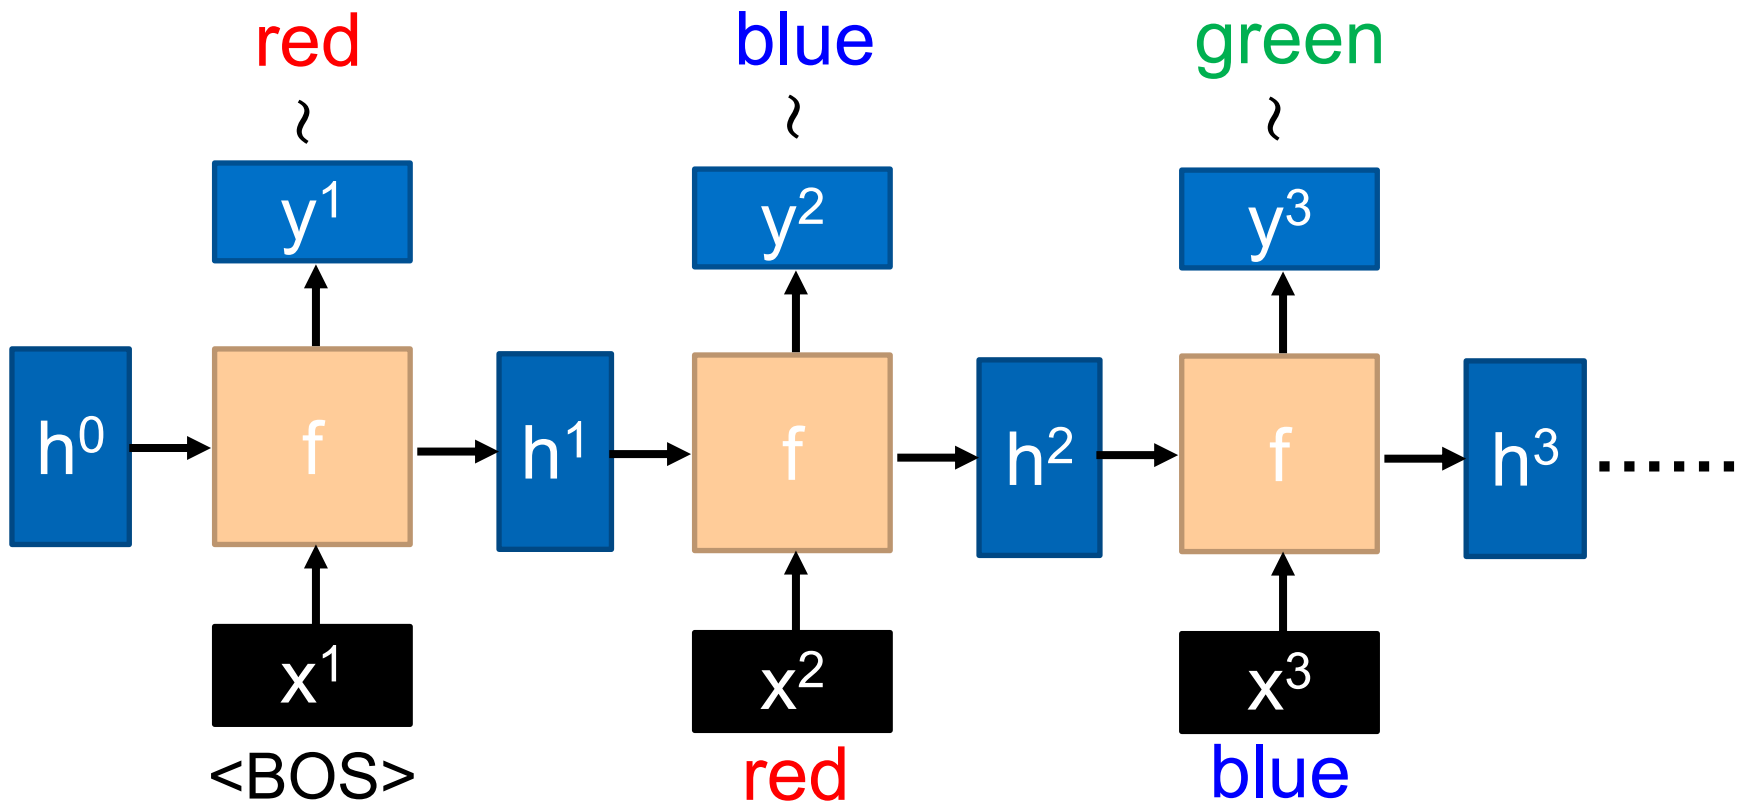 red blue green
~ ~ ~
y¹ y² y³
h⁰ f h¹ f h² f h³ ......
x¹ x² x³
<BOS> red blue